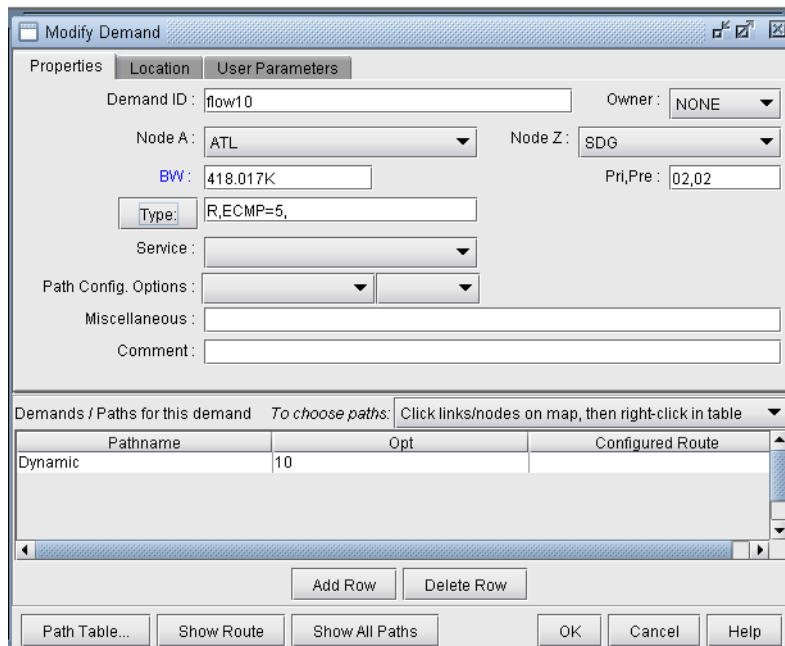 Modify Demand
Properties Location User Parameters
Demand ID : flow10 Owner : NONE
Node A : ATL Node Z : SDG
BW : 418.017K Pri,Pre : 02,02
Type: R,ECMP=5,
Service :
Path Config. Options :
Miscellaneous :
Comment :
Demands / Paths for this demand To choose paths: Click links/nodes on map, then right-click in table
Pathname Opt Configured Route
Dynamic 10
Add Row Delete Row
Path Table... Show Route Show All Paths OK Cancel Help